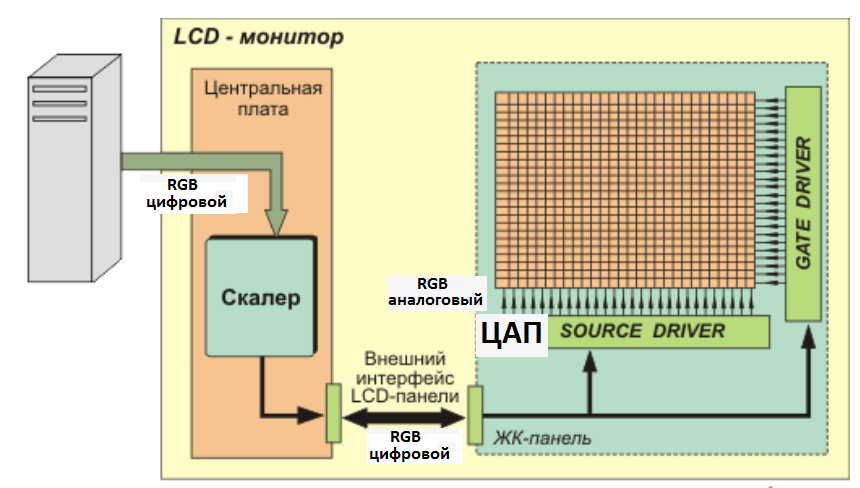 LCD - монитор
Центральная
плата
RGB
цифровой
Скалер
Внешний
интерфейс
LCD-панели
RGB
цифровой
RGB
аналоговый
ЦАП
SOURCE DRIVER
GATE DRIVER
ЖК-панель